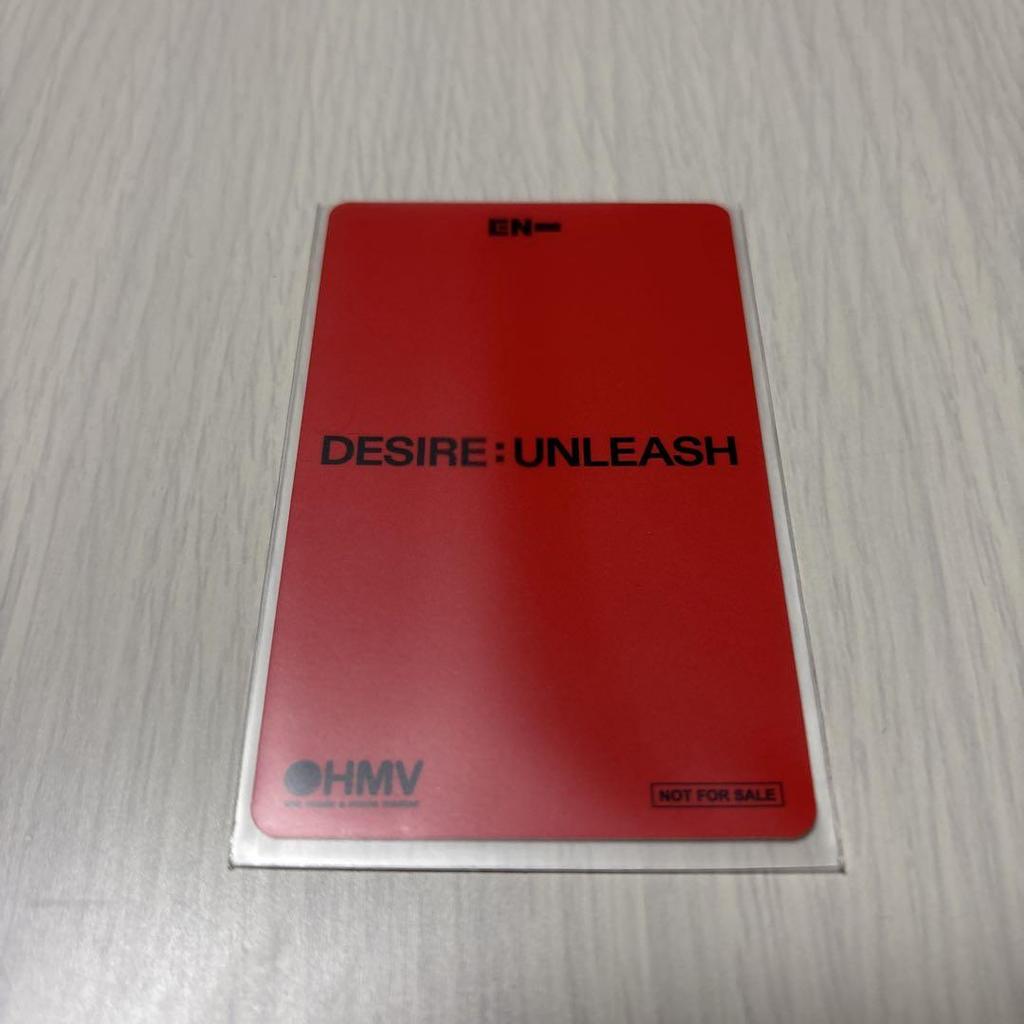 EN-
DESIRE : UNLEASH
HMV
NOT FOR SALE